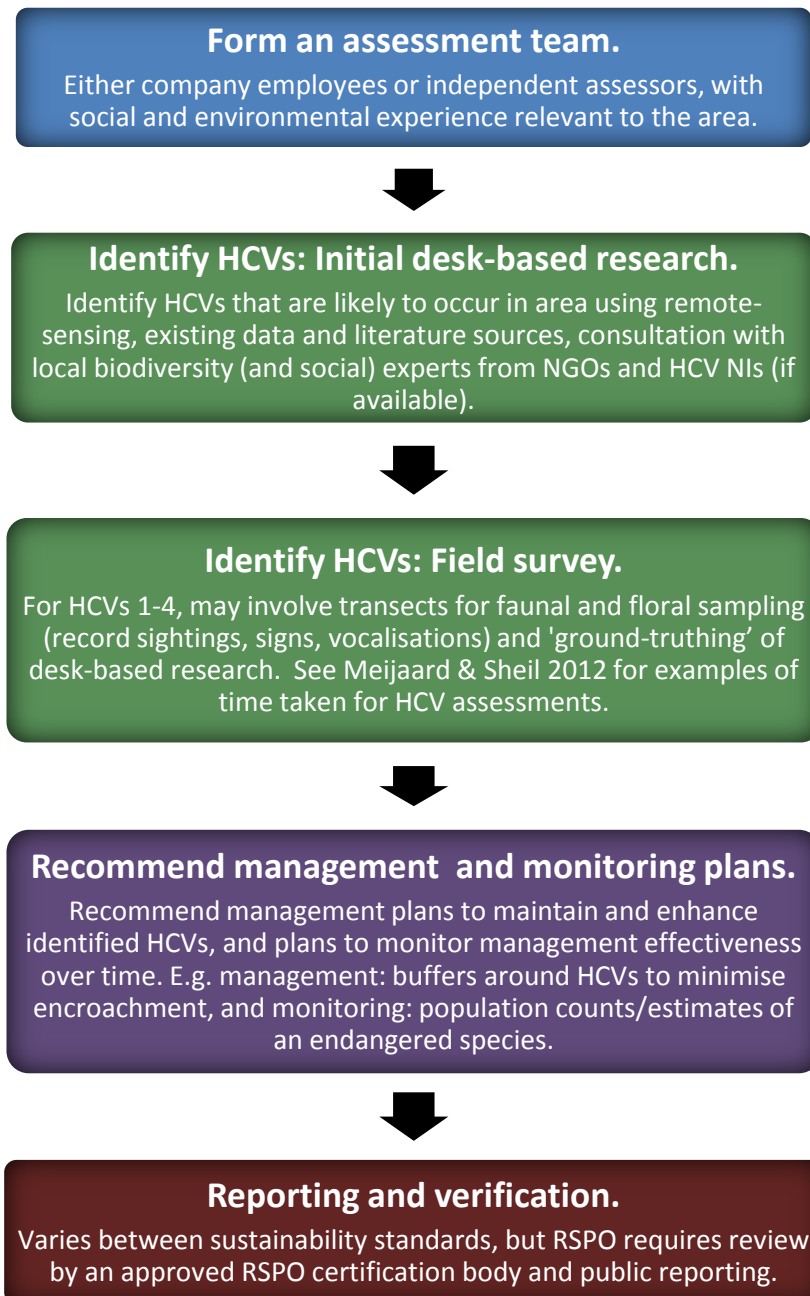 Form an assessment team.
Either company employees or independent assessors, with
social and environmental experience relevant to the area.
Identify HCVs: Initial desk-based research.
Identify HCVs that are likely to occur in area using remote-
sensing, existing data and literature sources, consultation with
local biodiversity (and social) experts from NGOs and HCV NIs (if
available).
Identify HCVs: Field survey.
For HCVs 1-4, may involve transects for faunal and floral sampling
(record sightings, signs, vocalisations) and 'ground-truthing’ of
desk-based research.  See Meijaard & Sheil 2012 for examples of
time taken for HCV assessments.
Recommend management  and monitoring plans.
Recommend management plans to maintain and enhance
identified HCVs, and plans to monitor management effectiveness
over time. E.g. management: buffers around HCVs to minimise
encroachment, and monitoring: population counts/estimates of
an endangered species.
Reporting and verification.
Varies between sustainability standards, but RSPO requires review
by an approved RSPO certification body and public reporting.